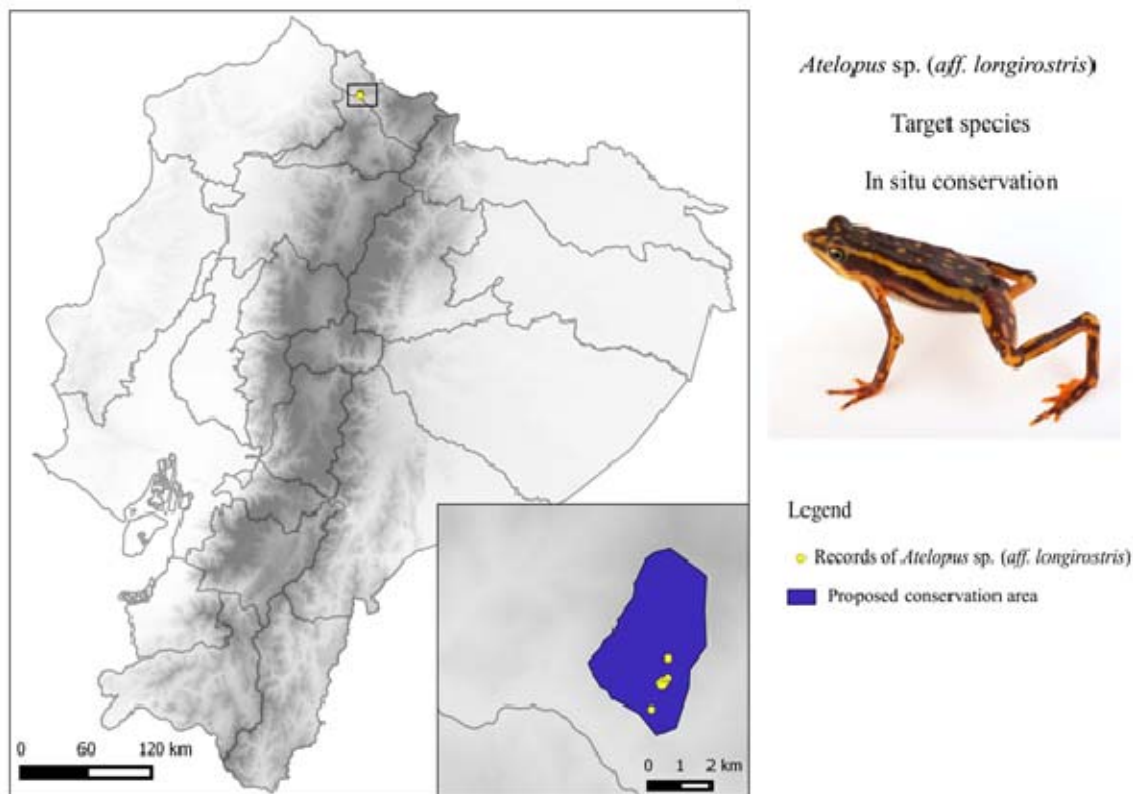 Atelopus sp. (aff. longirostris)
Target species
In situ conservation
Legend
Records of Atelopus sp. (aff. longirostris)
Proposed conservation area
0 60 120 km
0 1 2 km